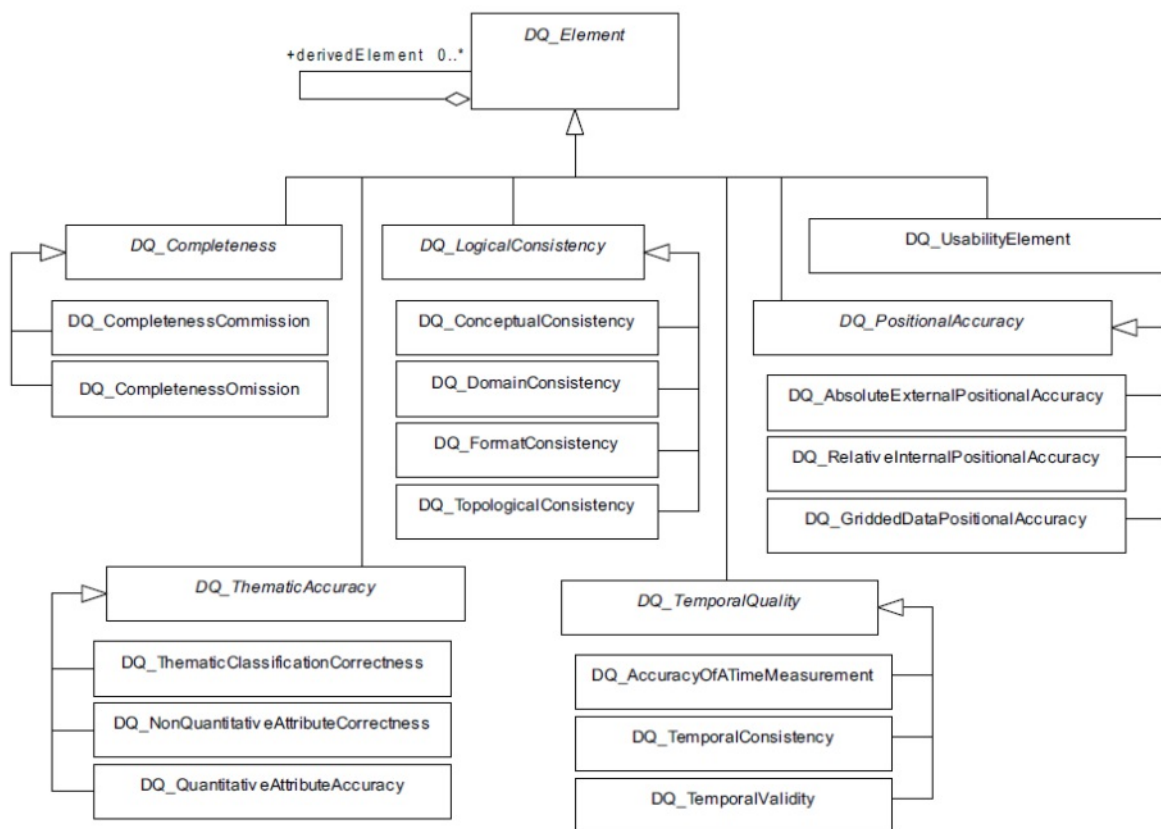 DQ_Element
+derivedElement 0..*
DQ_Completeness
DQ_CompletenessCommission
DQ_CompletenessOmission
DQ_LogicalConsistency
DQ_ConceptualConsistency
DQ_DomainConsistency
DQ_FormatConsistency
DQ_TopologicalConsistency
DQ_UsabilityElement
DQ_PositionalAccuracy
DQ_AbsoluteExternalPositionalAccuracy
DQ_RelativeInternalPositionalAccuracy
DQ_GriddedDataPositionalAccuracy
DQ_ThematicAccuracy
DQ_ThematicClassificationCorrectness
DQ_NonQuantitativeAttributeCorrectness
DQ_QuantitativeAttributeAccuracy
DQ_TemporalQuality
DQ_AccuracyOfATimeMeasurement
DQ_TemporalConsistency
DQ_TemporalValidity